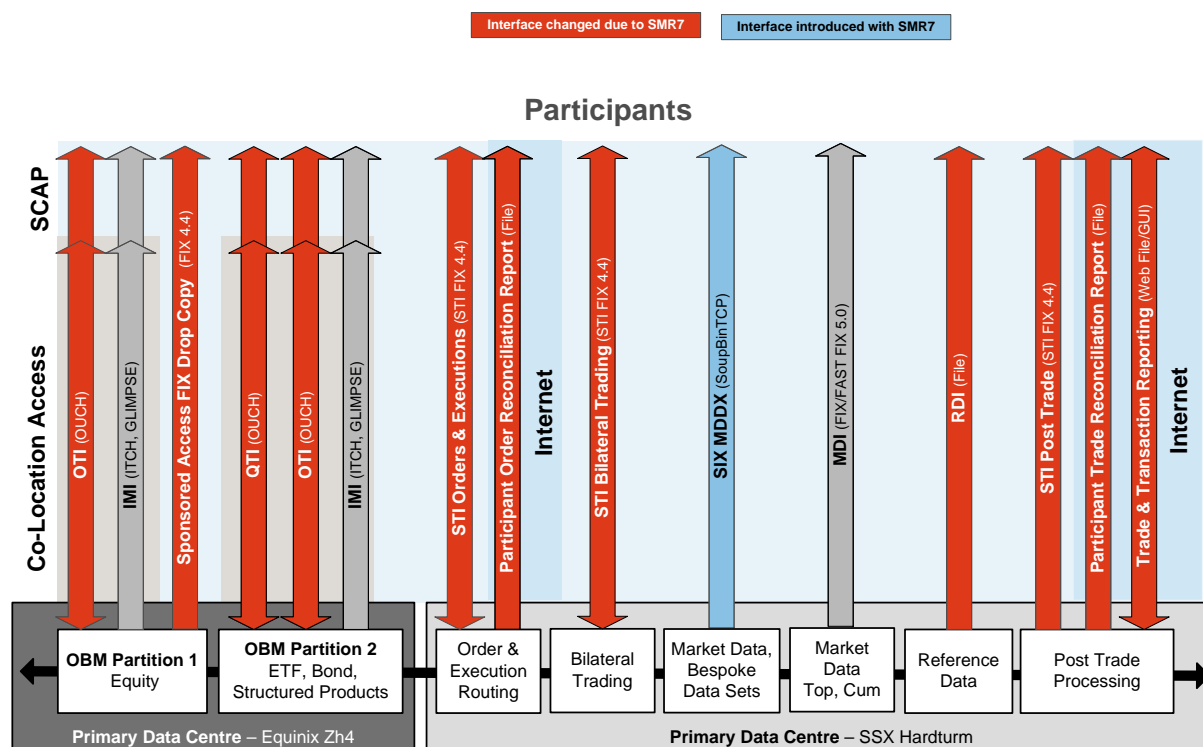 Interface changed due to SMR7
Interface introduced with SMR7
Participants
SCAP
Co-Location Access
OTI (OUCH)
IMI (ITCH, GLIMPSE)
Sponsored Access FIX Drop Copy (FIX 4.4)
QTI (OUCH)
OTI (OUCH)
IMI (ITCH, GLIMPSE)
STI Orders & Executions (STI FIX 4.4)
Participant Order Reconciliation Report (File)
Internet
STI Bilateral Trading (STI FIX 4.4)
SIX MDDX (SoupBinTCP)
MDI (FIX/FAST FIX 5.0)
RDI (File)
STI Post Trade (STI FIX 4.4)
Participant Trade Reconciliation Report (File)
Trade & Transaction Reporting (Web File/GUI)
Internet
OBM Partition 1
Equity
OBM Partition 2
ETF, Bond,
Structured Products
Order &
Execution
Routing
Bilateral
Trading
Market Data,
Bespoke
Data Sets
Market
Data
Top, Cum
Reference
Data
Post Trade
Processing
Primary Data Centre – Equinix Zh4
Primary Data Centre – SSX Hardturm